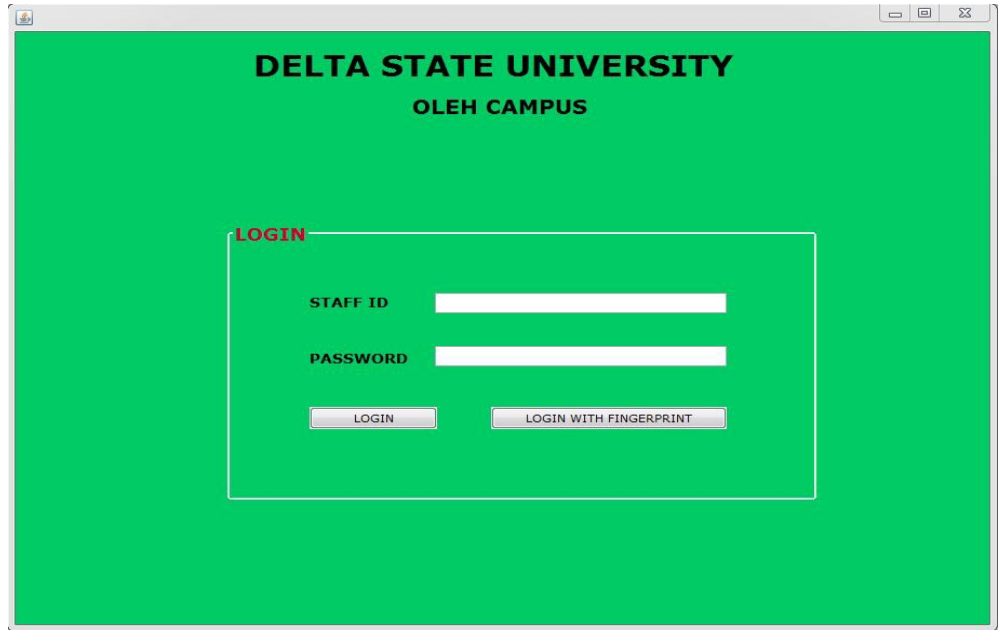 DELTA STATE UNIVERSITY
OLEH CAMPUS
LOGIN
STAFF ID
PASSWORD
LOGIN LOGIN WITH FINGERPRINT